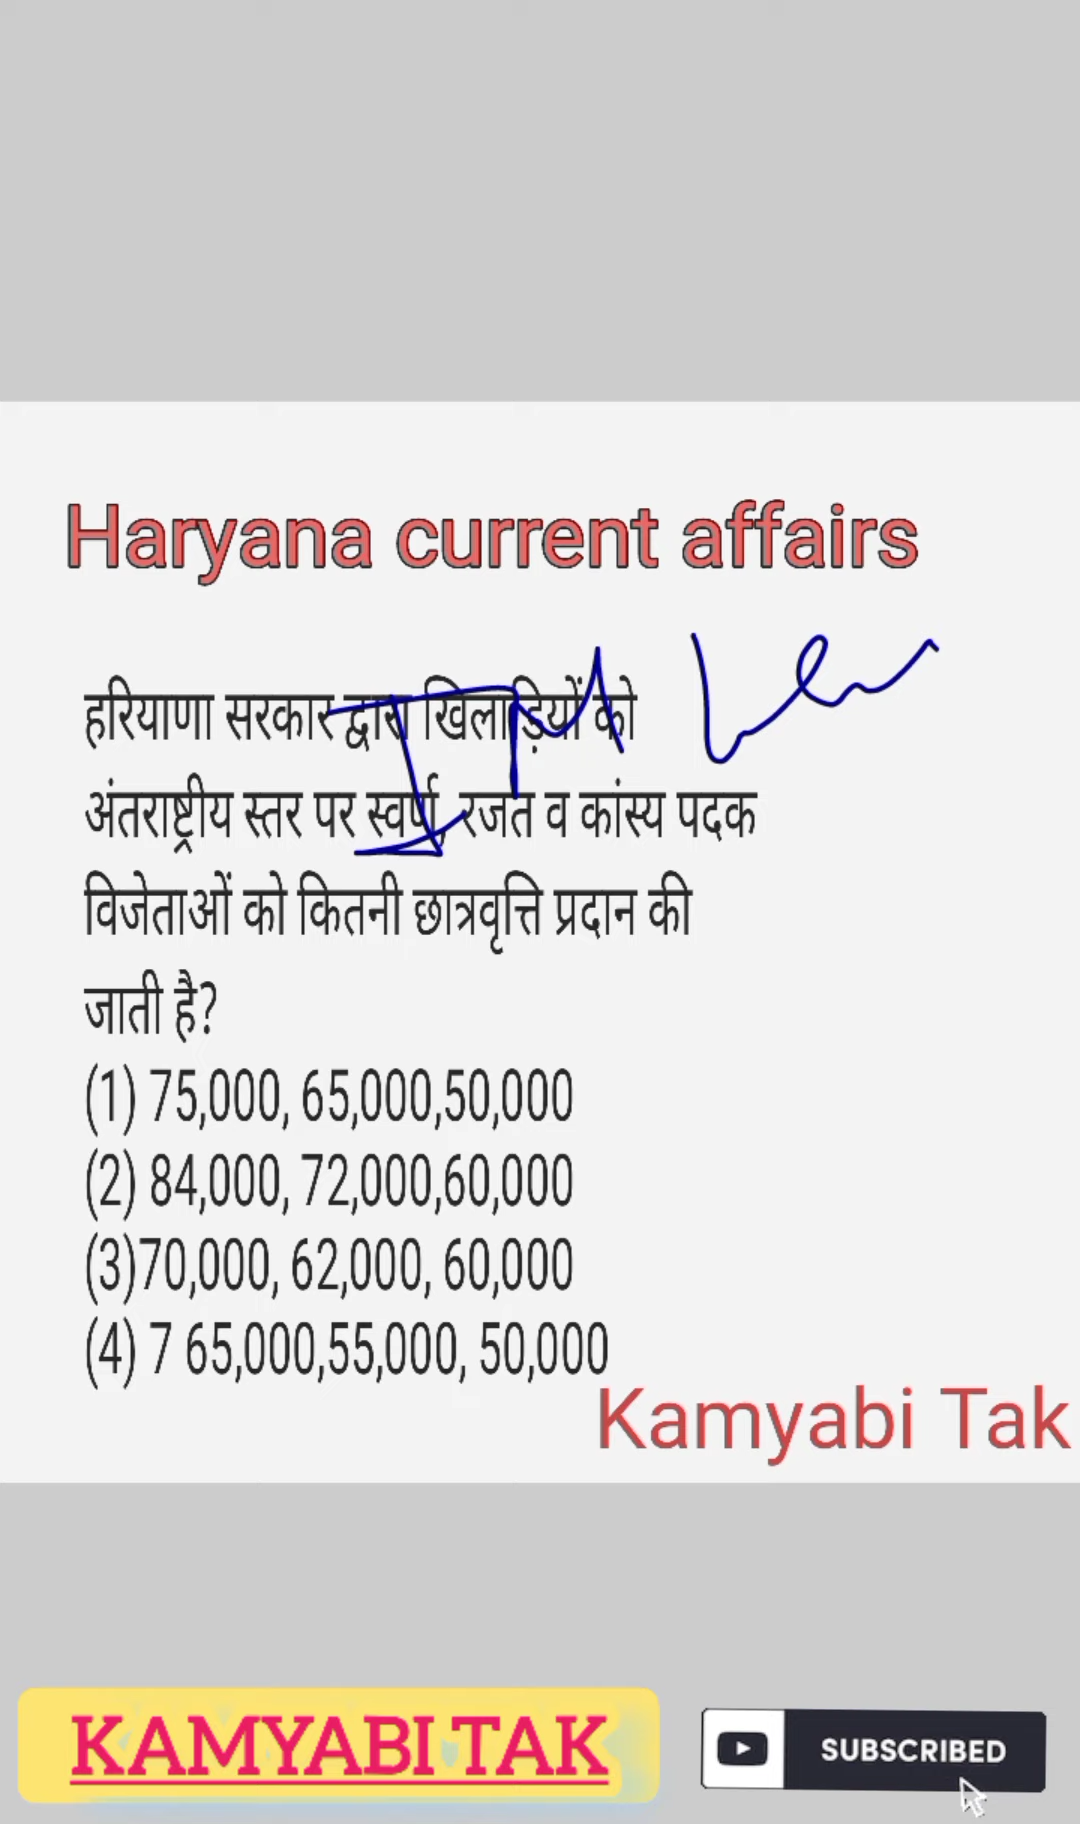 Haryana current affairs
हरियाणा सरकार द्वारा खिलाड़ियों को
अंतराष्ट्रीय स्तर पर स्वर्ण, रजत व कांस्य पदक
विजेताओं को कितनी छात्रवृत्ति प्रदान की
जाती है?
(1) 75,000, 65,000,50,000
(2) 84,000, 72,000,60,000
(3)70,000, 62,000, 60,000
(4) 7 65,000,55,000, 50,000
Kamyabi Tak
KAMYABI TAK
SUBSCRIBED